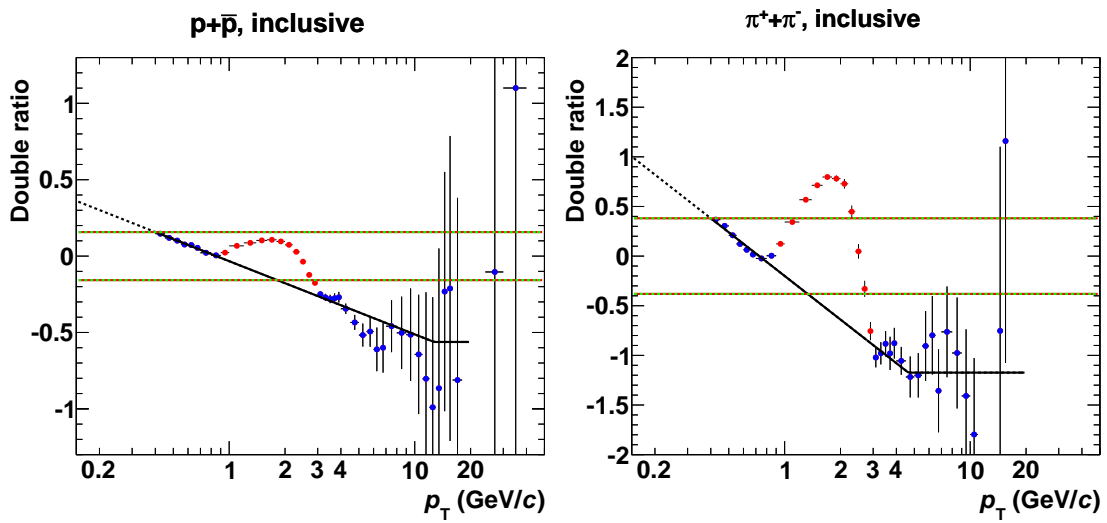 p+p̅, inclusive
Double ratio
1
0.5
0
-0.5
-1
0.2 1 2 3 4 10 20
p_T (GeV/c)
π⁺+π⁻, inclusive
Double ratio
2
1.5
1
0.5
0
-0.5
-1
-1.5
-2
0.2 1 2 3 4 10 20
p_T (GeV/c)